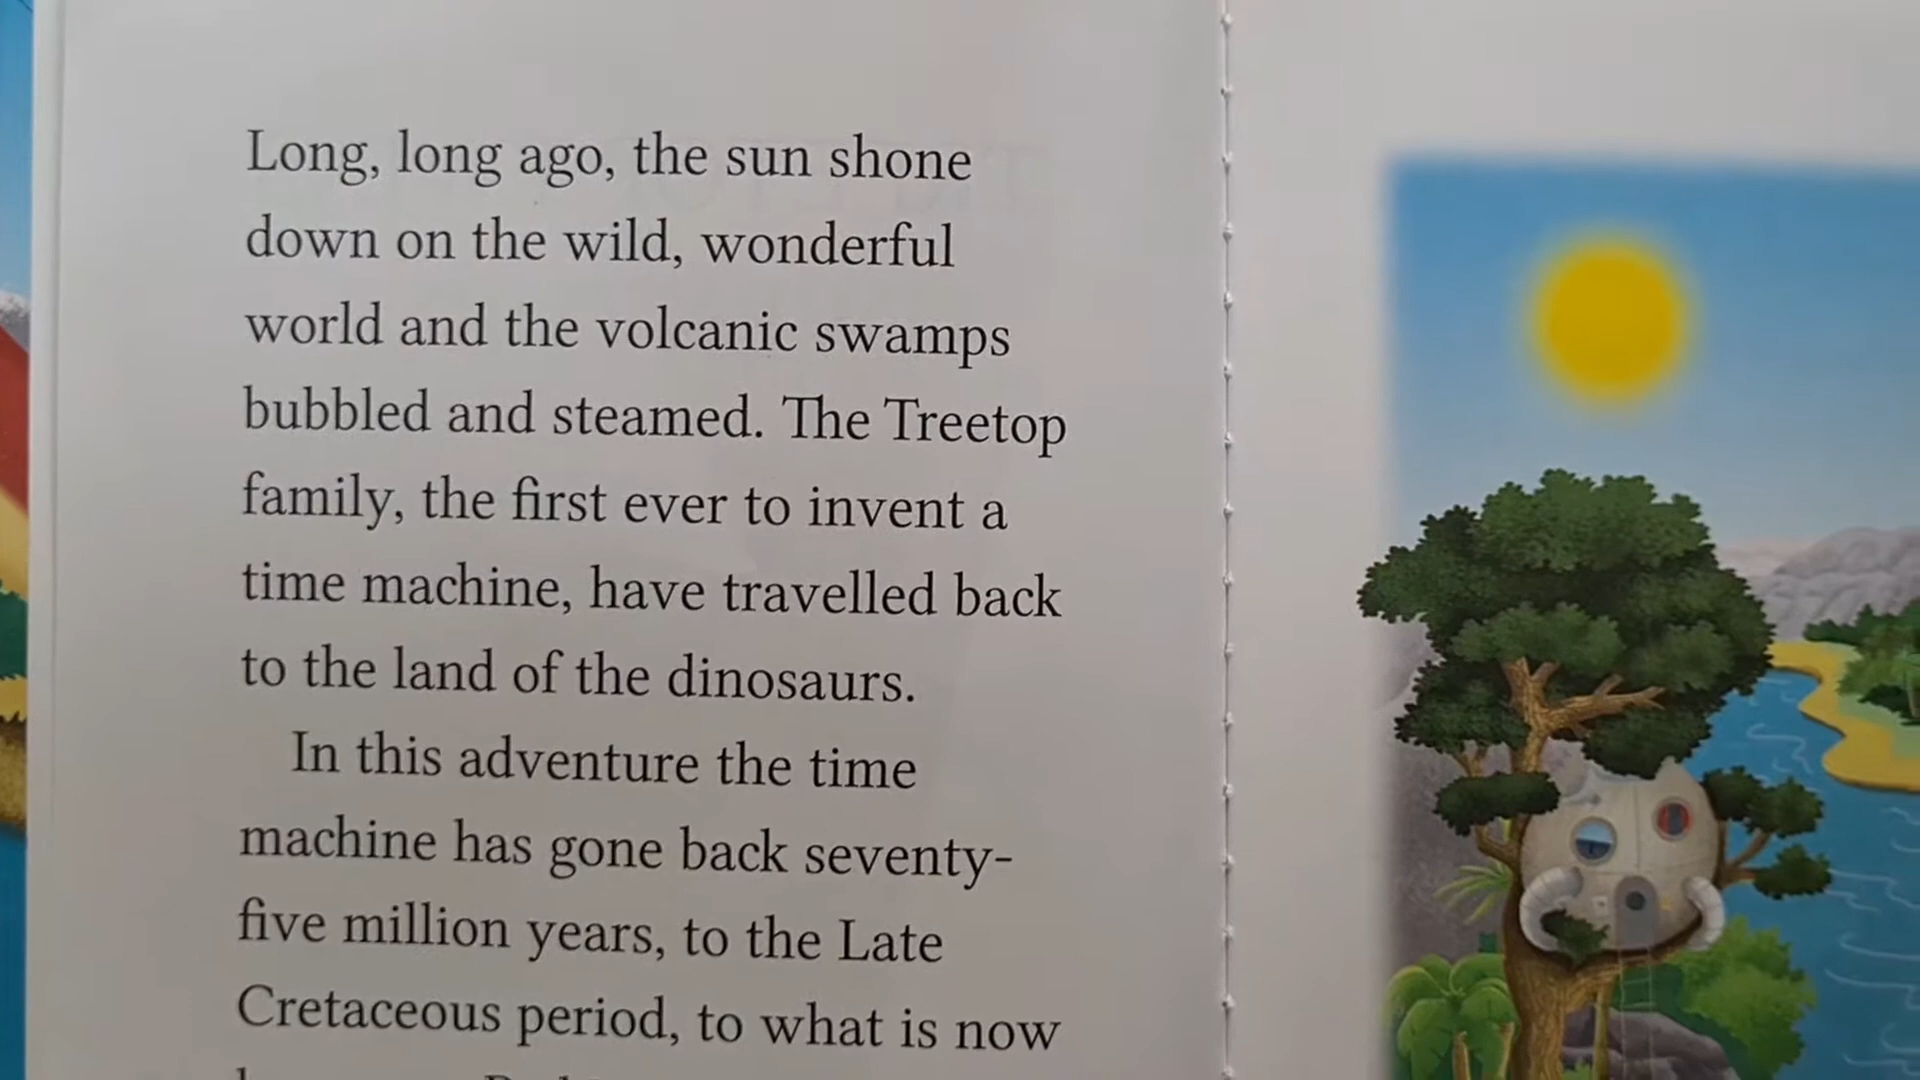 Long, long ago, the sun shone
down on the wild, wonderful
world and the volcanic swamps
bubbled and steamed. The Treetop
family, the first ever to invent a
time machine, have travelled back
to the land of the dinosaurs.
In this adventure the time
machine has gone back seventy-
five million years, to the Late
Cretaceous period, to what is now